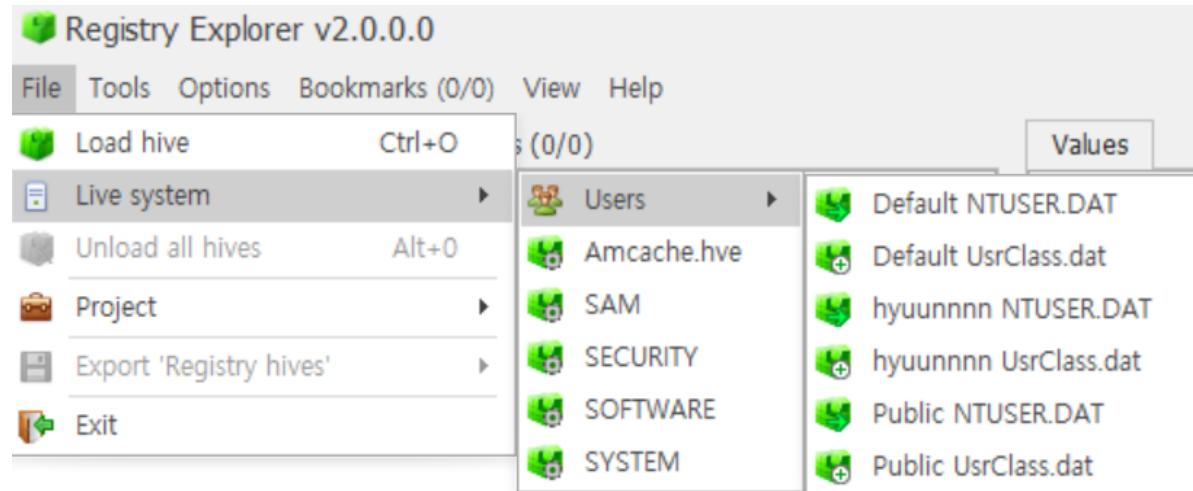 Registry Explorer v2.0.0.0
File Tools Options Bookmarks (0/0) View Help
Load hive Ctrl+O
s (0/0)
Values
Live system
Unload all hives Alt+0
Project
Export 'Registry hives'
Exit
Users
Amcache.hve
SAM
SECURITY
SOFTWARE
SYSTEM
Default NTUSER.DAT
Default UsrClass.dat
hyuunnnn NTUSER.DAT
hyuunnnn UsrClass.dat
Public NTUSER.DAT
Public UsrClass.dat